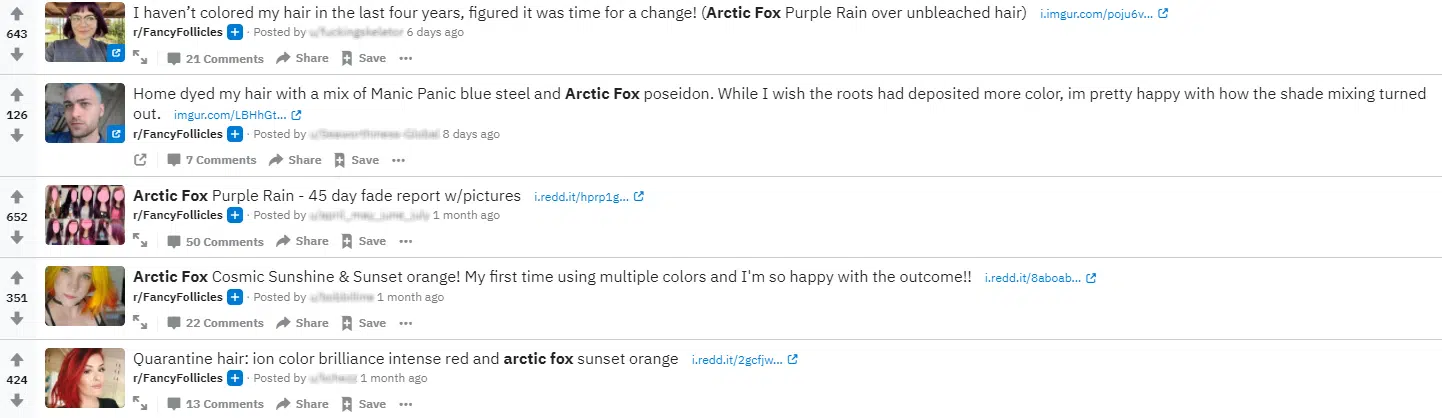 643
I haven’t colored my hair in the last four years, figured it was time for a change! (Arctic Fox Purple Rain over unbleached hair) i.imgur.com/poju6v...
r/FancyFollicles · Posted by 6 days ago
21 Comments Share Save
126
Home dyed my hair with a mix of Manic Panic blue steel and Arctic Fox poseidon. While I wish the roots had deposited more color, im pretty happy with how the shade mixing turned
out. imgur.com/LBHhGt...
r/FancyFollicles · Posted by 8 days ago
7 Comments Share Save
652
Arctic Fox Purple Rain - 45 day fade report w/pictures i.redd.it/hprp1g...
r/FancyFollicles · Posted by 1 month ago
50 Comments Share Save
351
Arctic Fox Cosmic Sunshine & Sunset orange! My first time using multiple colors and I'm so happy with the outcome!! i.redd.it/8aboab...
r/FancyFollicles · Posted by 1 month ago
22 Comments Share Save
424
Quarantine hair: ion color brilliance intense red and arctic fox sunset orange i.redd.it/2gcfjw...
r/FancyFollicles · Posted by 1 month ago
13 Comments Share Save